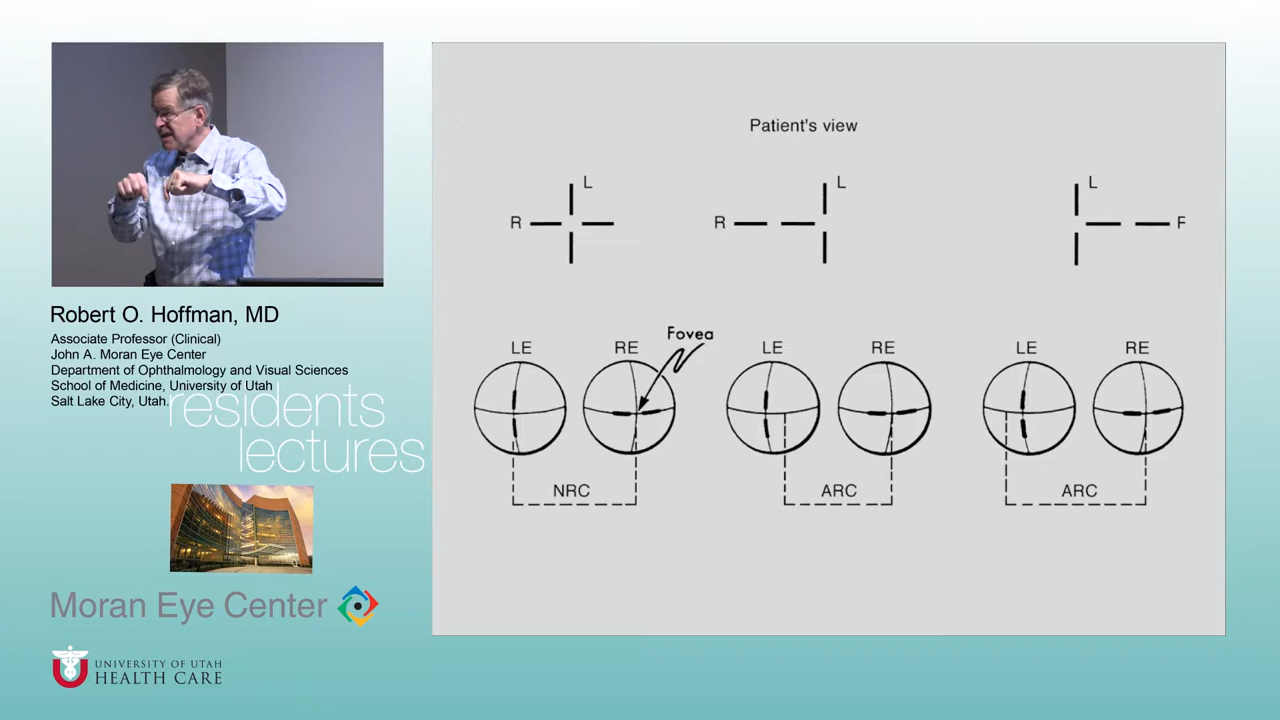 Robert O. Hoffman, MD
Associate Professor (Clinical)
John A. Moran Eye Center
Department of Ophthalmology and Visual Sciences
School of Medicine, University of Utah
Salt Lake City, Utah.
residents
lectures
Moran Eye Center
UNIVERSITY OF UTAH
HEALTH CARE
Patient's view
L L L
R R F
Fovea
LE RE LE RE LE RE
NRC ARC ARC